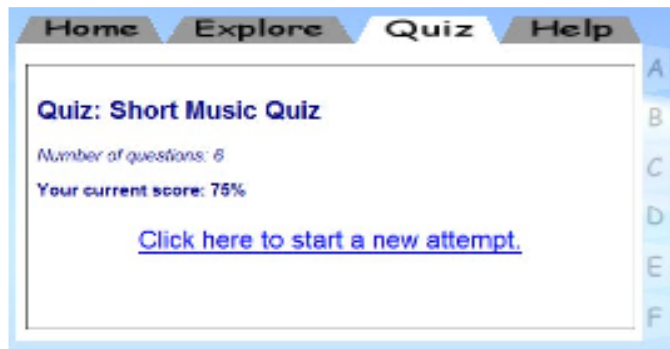 Home Explore Quiz Help
Quiz: Short Music Quiz
Number of questions: 6
Your current score: 75%
Click here to start a new attempt.
A
B
C
D
E
F